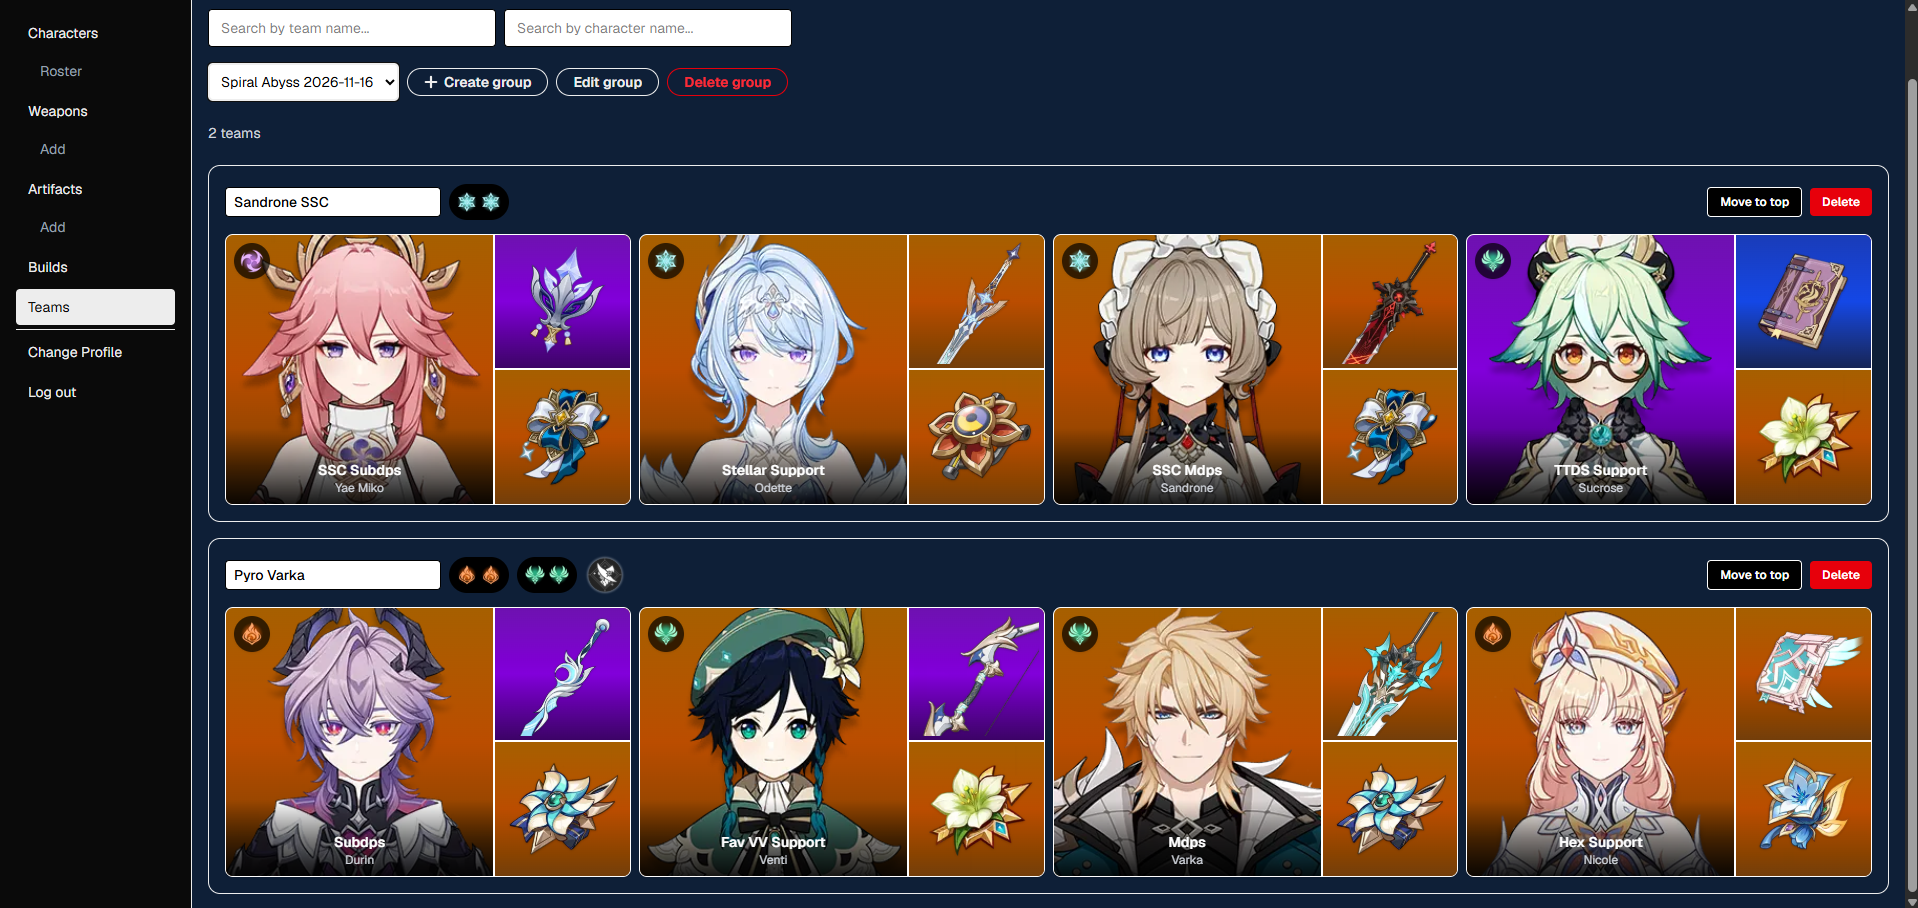 Characters
Roster
Weapons
Add
Artifacts
Add
Builds
Teams
Change Profile
Log out
Search by team name...
Search by character name...
Spiral Abyss 2026-11-16
+ Create group
Edit group
Delete group
2 teams
Sandrone SSC
Move to top
Delete
SSC Subdps
Yae Miko
Stellar Support
Odette
SSC Mdps
Sandrone
TTDS Support
Sucrose
Pyro Varka
Move to top
Delete
Subdps
Durin
Fav VV Support
Venti
Mdps
Varka
Hex Support
Nicole